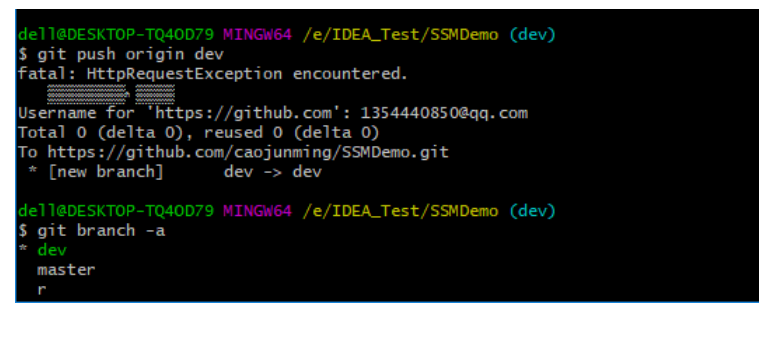 dell@DESKTOP-TQ4OD79 MINGW64 /e/IDEA_Test/SSMDemo (dev)
$ git push origin dev
fatal: HttpRequestException encountered.
Username for 'https://github.com': 1354440850@qq.com
Total 0 (delta 0), reused 0 (delta 0)
To https://github.com/caojunming/SSMDemo.git
 * [new branch]      dev -> dev
dell@DESKTOP-TQ4OD79 MINGW64 /e/IDEA_Test/SSMDemo (dev)
$ git branch -a
* dev
  master
  r